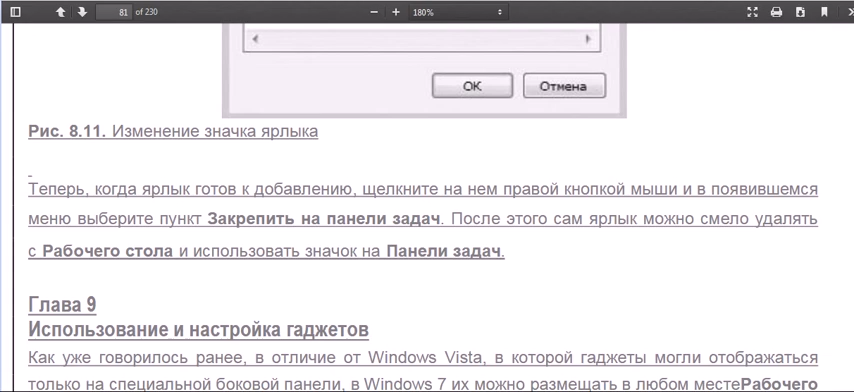 81 of 230 180%
ОК Отмена
Рис. 8.11. Изменение значка ярлыка
Теперь, когда ярлык готов к добавлению, щелкните на нем правой кнопкой мыши и в появившемся
меню выберите пункт Закрепить на панели задач. После этого сам ярлык можно смело удалять
с Рабочего стола и использовать значок на Панели задач.
Глава 9
Использование и настройка гаджетов
Как уже говорилось ранее, в отличие от Windows Vista, в которой гаджеты могли отображаться
только на специальной боковой панели, в Windows 7 их можно размещать в любом местеРабочего